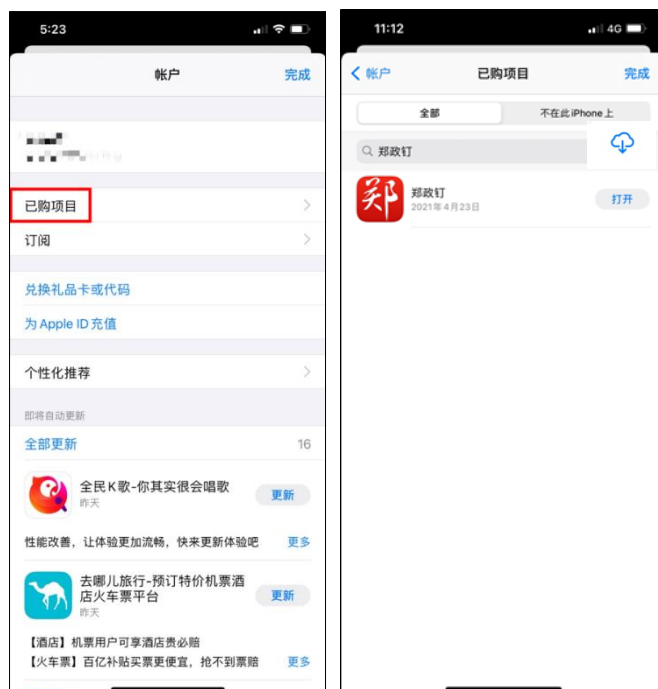 5:23
帐户
完成
已购项目
订阅
兑换礼品卡或代码
为 Apple ID 充值
个性化推荐
即将自动更新
全部更新
16
全民K歌-你其实很会唱歌
昨天
更新
性能改善，让体验更加流畅，快来更新体验吧
更多
去哪儿旅行-预订特价机票酒
店火车票平台
昨天
更新
【酒店】机票用户可享酒店贵必赔
【火车票】百亿补贴买票更便宜，抢不到票赔
更多
11:12
4G
帐户
已购项目
完成
全部
不在此 iPhone 上
郑政钉
郑
郑政钉
2021年4月23日
打开